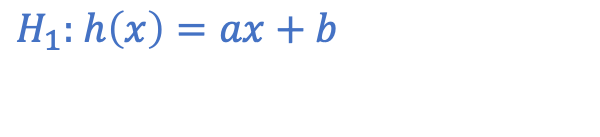 H₁: h(x) = ax + b